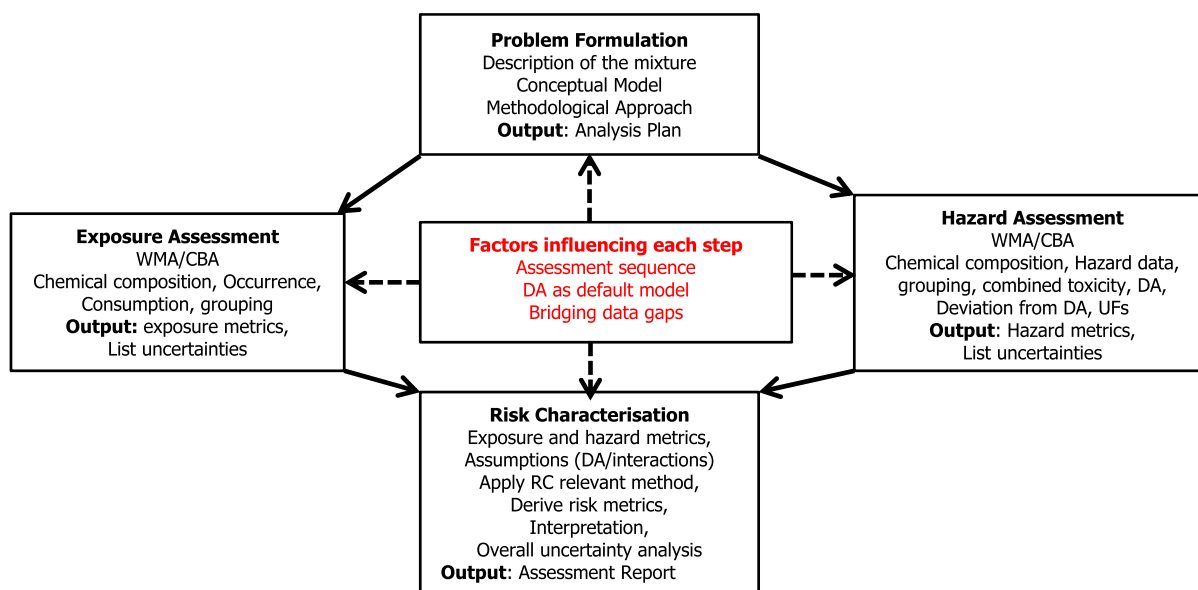 Problem Formulation
Description of the mixture
Conceptual Model
Methodological Approach
Output: Analysis Plan
Exposure Assessment
WMA/CBA
Chemical composition, Occurrence,
Consumption, grouping
Output: exposure metrics,
List uncertainties
Factors influencing each step
Assessment sequence
DA as default model
Bridging data gaps
Hazard Assessment
WMA/CBA
Chemical composition, Hazard data,
grouping, combined toxicity, DA,
Deviation from DA, UFs
Output: Hazard metrics,
List uncertainties
Risk Characterisation
Exposure and hazard metrics,
Assumptions (DA/interactions)
Apply RC relevant method,
Derive risk metrics,
Interpretation,
Overall uncertainty analysis
Output: Assessment Report